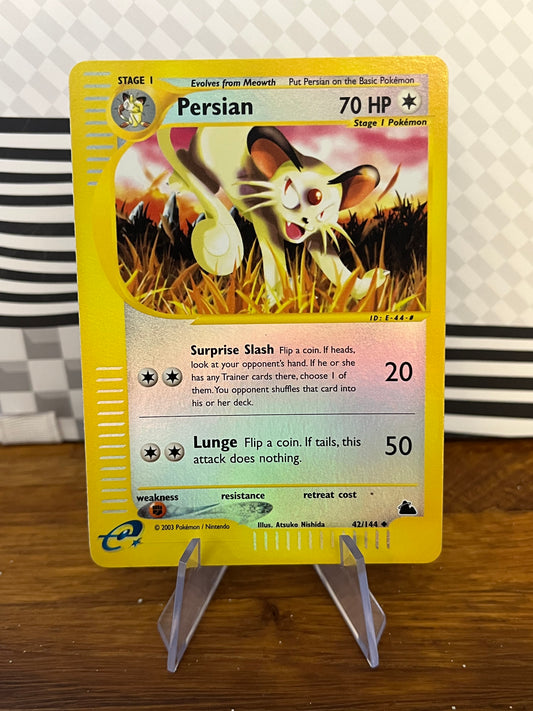 STAGE 1 Evolves from Meowth Put Persian on the Basic Pokémon
Persian 70 HP
Stage 1 Pokémon
ID: E-44-#
Surprise Slash Flip a coin. If heads,
look at your opponent's hand. If he or she
has any Trainer cards there, choose 1 of
them. You opponent shuffles that card into
his or her deck.
20
Lunge Flip a coin. If tails, this
attack does nothing.
50
weakness resistance retreat cost
© 2003 Pokémon / Nintendo Illus. Atsuko Nishida 42/144
e